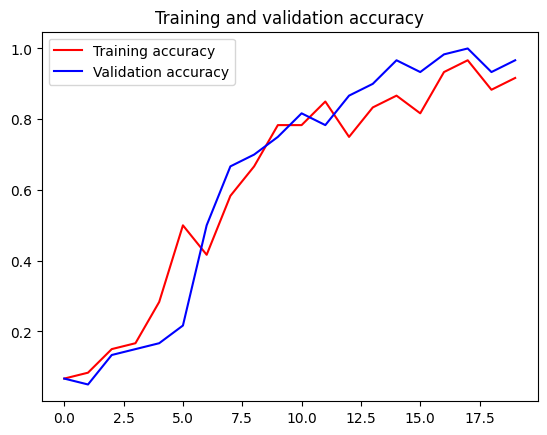 Training and validation accuracy
Training accuracy
Validation accuracy
1.0
0.8
0.6
0.4
0.2
0.0 2.5 5.0 7.5 10.0 12.5 15.0 17.5